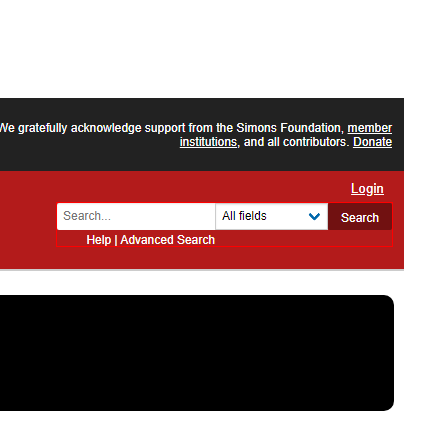 We gratefully acknowledge support from the Simons Foundation, member
institutions, and all contributors. Donate
Login
Search...
All fields
Search
Help | Advanced Search